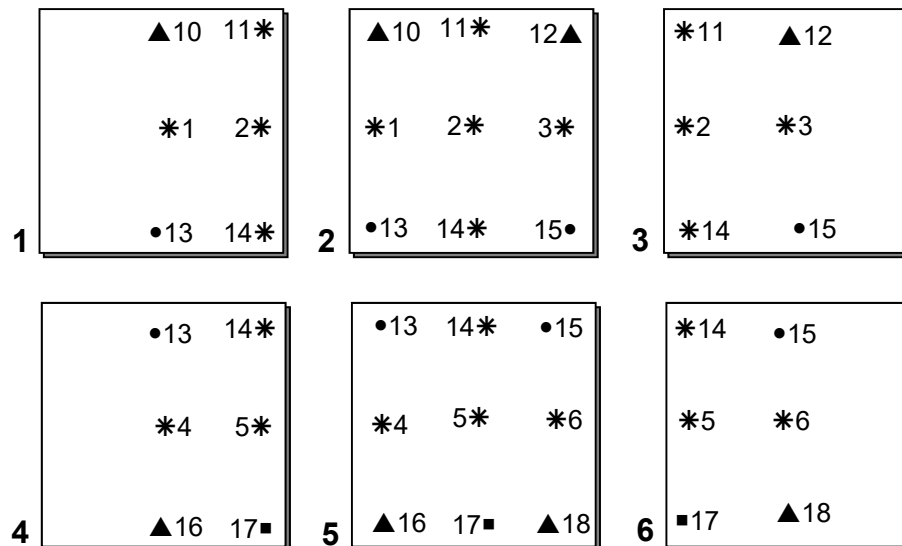 ▲10 11✳ ▲10 11✳ 12▲ ✳11 ▲12
✳1 2✳ ✳1 2✳ 3✳ ✳2 ✳3
1 •13 14✳ 2 •13 14✳ 15• 3 ✳14 •15
•13 14✳ •13 14✳ •15 ✳14 •15
✳4 5✳ ✳4 5✳ ✳6 ✳5 ✳6
4 ▲16 17■ 5 ▲16 17■ ▲18 6 ■17 ▲18